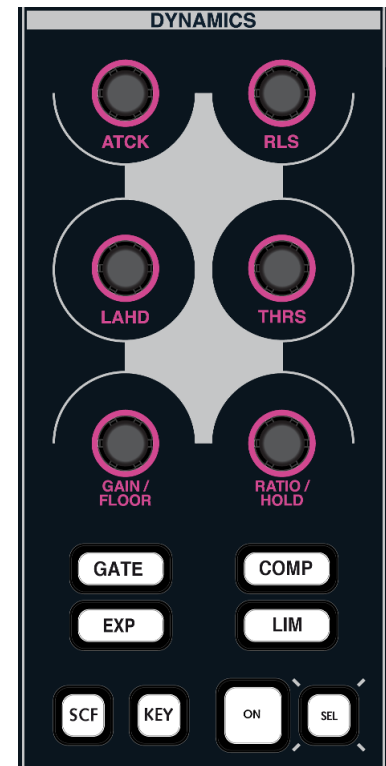 DYNAMICS
ATCK
RLS
LAHD
THRS
GAIN /
FLOOR
RATIO /
HOLD
GATE
COMP
EXP
LIM
SCF
KEY
ON
SEL